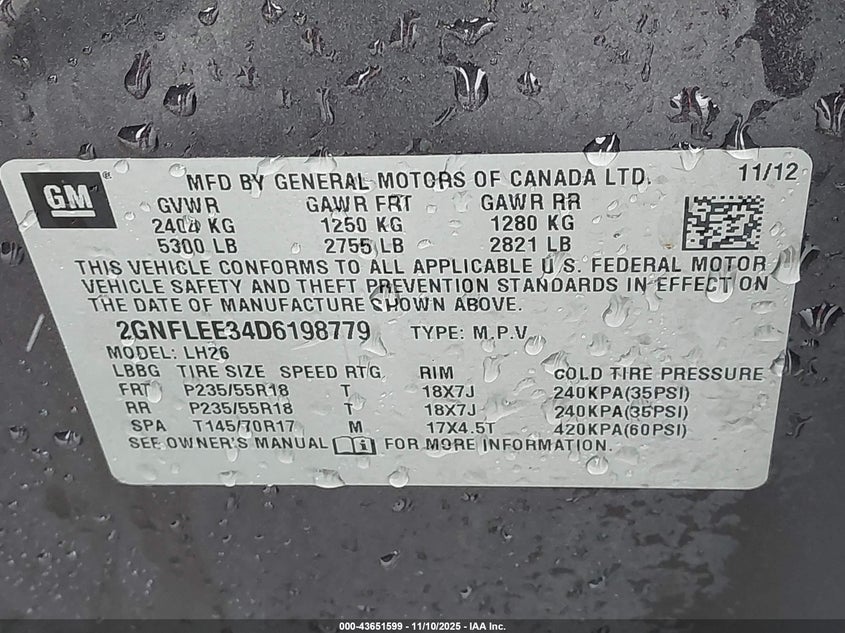 GM ®
MFD BY GENERAL MOTORS OF CANADA LTD. 11/12
GVWR GAWR FRT GAWR RR
2404 KG 1250 KG 1280 KG
5300 LB 2755 LB 2821 LB
THIS VEHICLE CONFORMS TO ALL APPLICABLE U.S. FEDERAL MOTOR
VEHICLE SAFETY AND THEFT PREVENTION STANDARDS IN EFFECT ON
THE DATE OF MANUFACTURE SHOWN ABOVE.
2GNFLEE34D6198779 TYPE: M.P.V.
MODEL: LH26
LBBG TIRE SIZE SPEED RTG RIM COLD TIRE PRESSURE
FRT P235/55R18 T 18X7J 240KPA(35PSI)
RR P235/55R18 T 18X7J 240KPA(35PSI)
SPA T145/70R17 M 17X4.5T 420KPA(60PSI)
SEE OWNER'S MANUAL i FOR MORE INFORMATION.
000-43651599 — 11/10/2025 - IAA Inc.